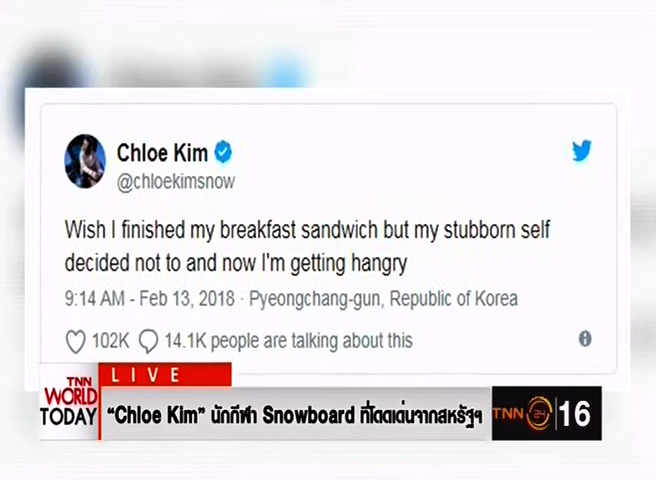 Chloe Kim
@chloekimsnow
Wish I finished my breakfast sandwich but my stubborn self
decided not to and now I'm getting hangry
9:14 AM - Feb 13, 2018 · Pyeongchang-gun, Republic of Korea
102K 14.1K people are talking about this
LIVE
TNN
WORLD
TODAY
“Chloe Kim” นักกีฬา Snowboard ที่โดดเด่นจากสหรัฐฯ
TNN 24 16